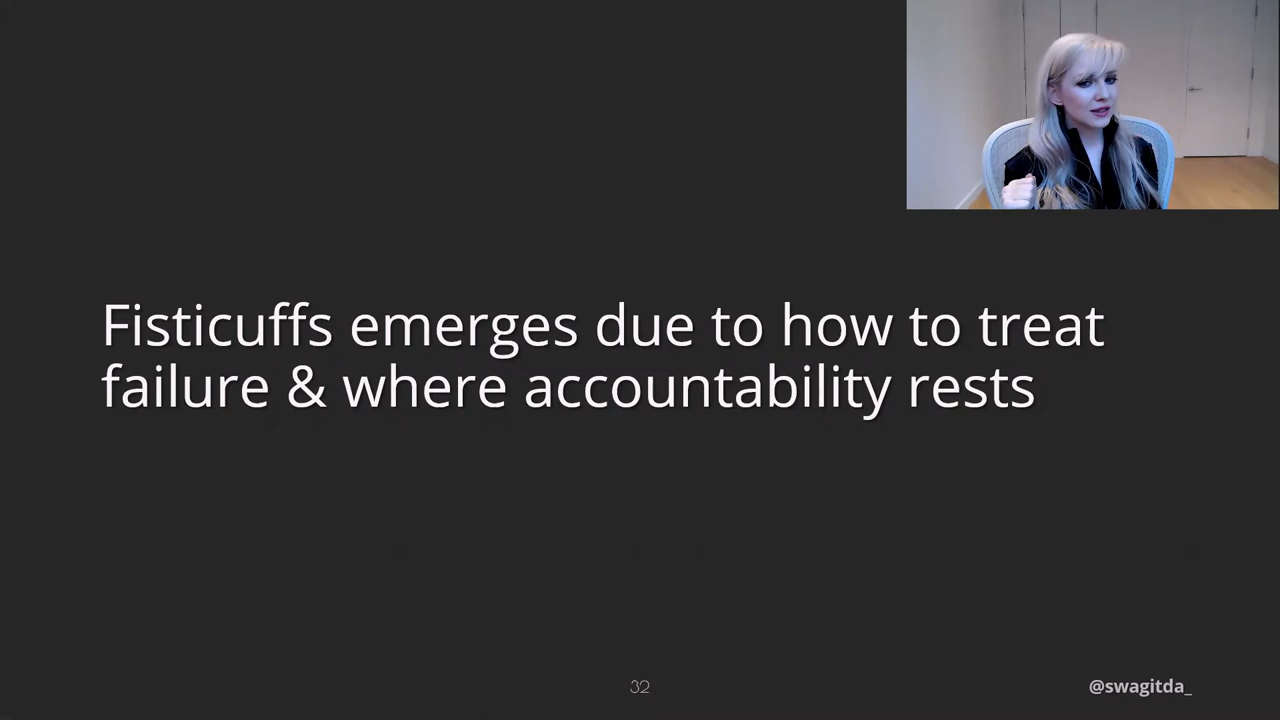 Fisticuffs emerges due to how to treat
failure & where accountability rests
32
@swagitda_